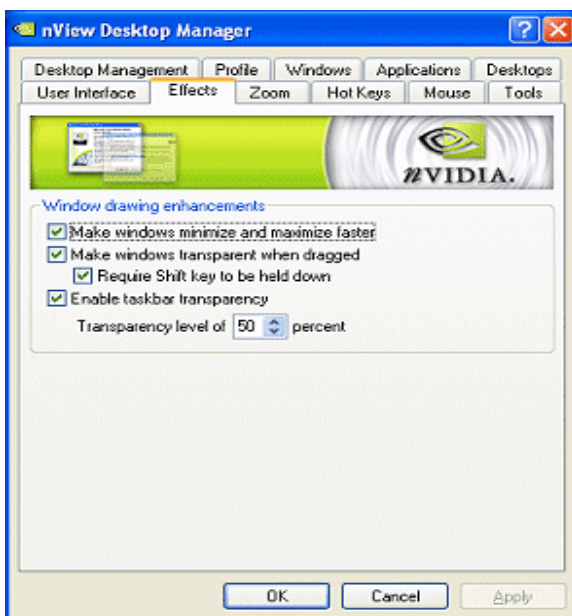 nView Desktop Manager
Desktop Management Profile Windows Applications Desktops
User Interface Effects Zoom Hot Keys Mouse Tools
nVIDIA.
Window drawing enhancements
Make windows minimize and maximize faster
Make windows transparent when dragged
Require Shift key to be held down
Enable taskbar transparency
Transparency level of 50 percent
OK Cancel Apply